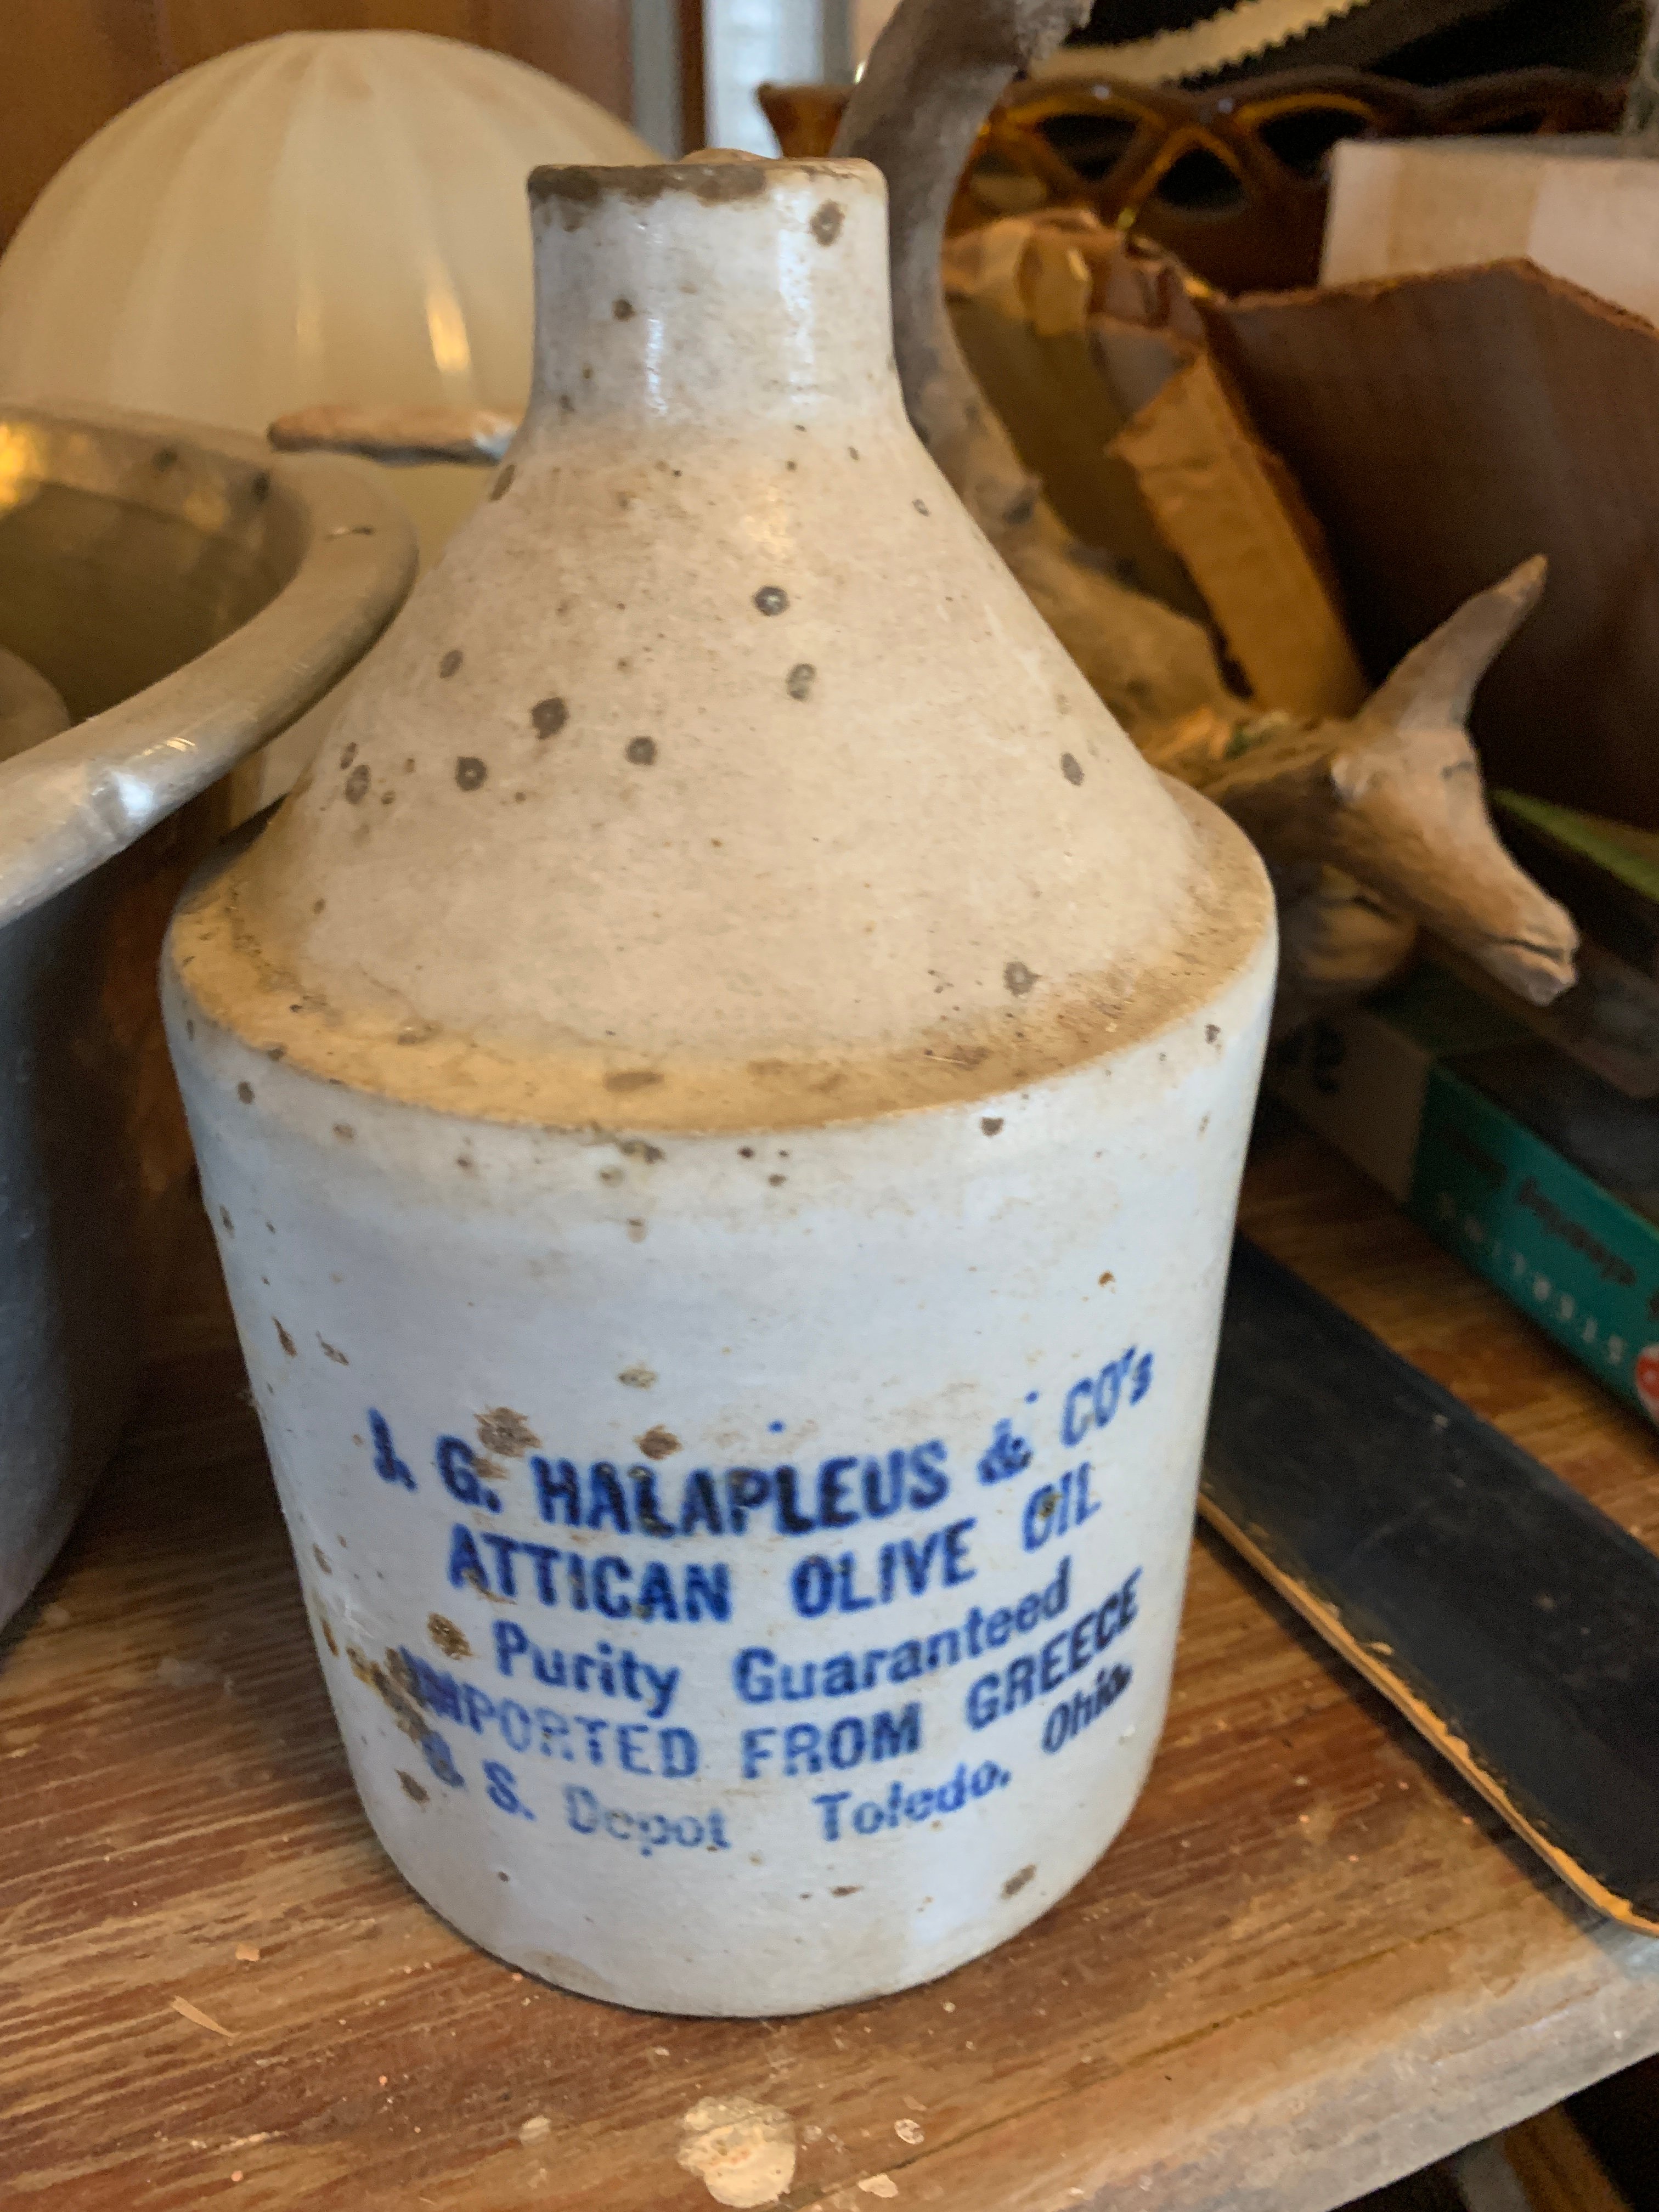 J. G. HALAPLEUS & CO's
ATTICAN OLIVE OIL
Purity Guaranteed
IMPORTED FROM GREECE
U. S. Depot Toledo. Ohio.